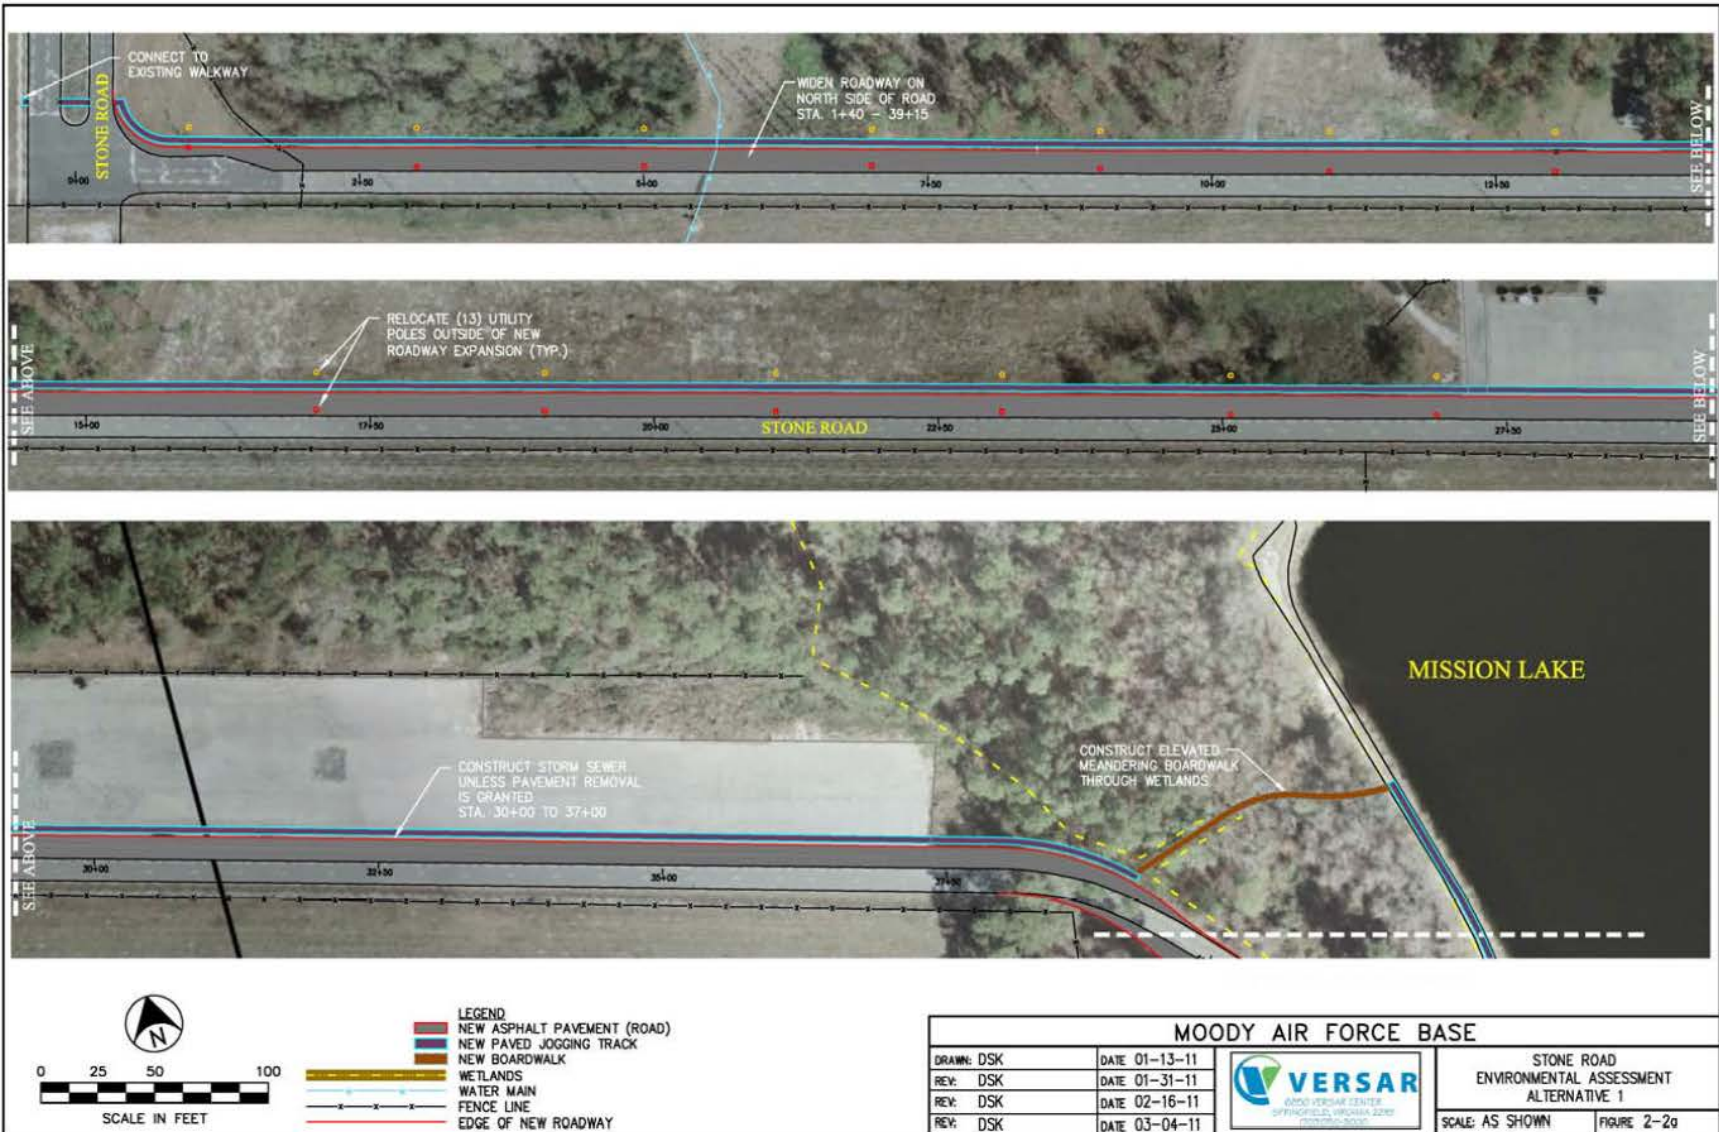 CONNECT TO
EXISTING WALKWAY
STONE ROAD
WIDEN ROADWAY ON
NORTH SIDE OF ROAD
STA. 1+40 - 39+15
SEE BELOW
0+00
2+50
5+00
7+50
10+00
12+50
RELOCATE (13) UTILITY
POLES OUTSIDE OF NEW
ROADWAY EXPANSION (TYP.)
SEE ABOVE
SEE BELOW
15+00
17+50
20+00
STONE ROAD
22+50
25+00
27+50
MISSION LAKE
CONSTRUCT ELEVATED
MEANDERING BOARDWALK
THROUGH WETLANDS
CONSTRUCT STORM SEWER
UNLESS PAVEMENT REMOVAL
IS GRANTED
STA. 30+00 TO 37+00
SEE ABOVE
30+00
32+50
35+00
37+50
N
0 25 50 100
SCALE IN FEET
LEGEND
NEW ASPHALT PAVEMENT (ROAD)
NEW PAVED JOGGING TRACK
NEW BOARDWALK
WETLANDS
WATER MAIN
FENCE LINE
EDGE OF NEW ROADWAY
MOODY AIR FORCE BASE
DRAWN: DSK DATE 01-13-11
REV: DSK DATE 01-31-11
REV: DSK DATE 02-16-11
REV: DSK DATE 03-04-11
VERSAR
6850 VERSAR CENTER
SPRINGFIELD, VIRGINIA
STONE ROAD
ENVIRONMENTAL ASSESSMENT
ALTERNATIVE 1
SCALE: AS SHOWN
FIGURE 2-2a